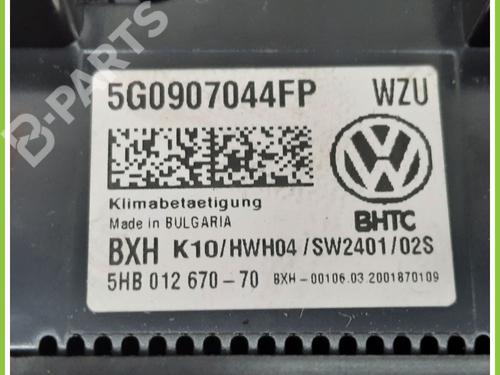 5G0907044FP WZU
Klimabetaetigung
Made in BULGARIA
BHTC
BXH K10/HWH04/SW2401/02S
5HB 012 670-70 BXH-00106.03.2001870109
B-PARTS